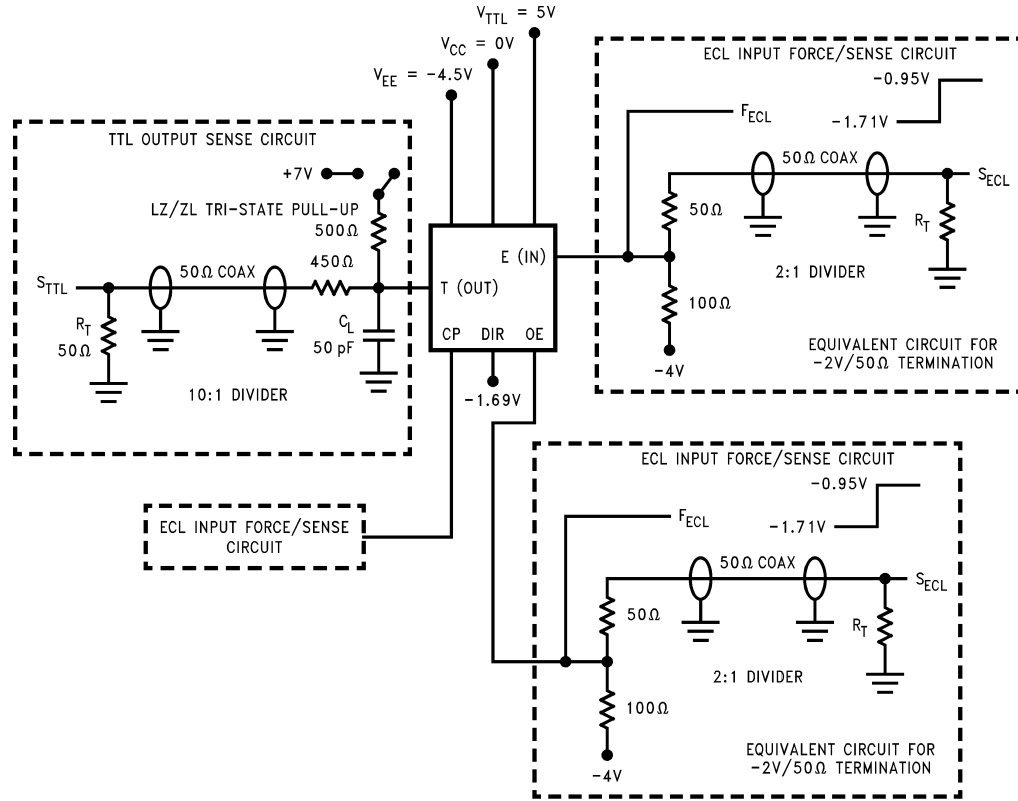 V_TTL = 5V
V_CC = 0V
V_EE = -4.5V
TTL OUTPUT SENSE CIRCUIT
+7V
LZ/ZL TRI-STATE PULL-UP
500Ω
450Ω
50Ω COAX
S_TTL
R_T
50Ω
C_L
50 pF
10:1 DIVIDER
E (IN)
T (OUT)
CP DIR OE
-1.69V
ECL INPUT FORCE/SENSE CIRCUIT
-0.95V
-1.71V
F_ECL
50Ω COAX
S_ECL
50Ω
R_T
2:1 DIVIDER
100Ω
-4V
EQUIVALENT CIRCUIT FOR
-2V/50Ω TERMINATION
ECL INPUT FORCE/SENSE
CIRCUIT
ECL INPUT FORCE/SENSE CIRCUIT
-0.95V
-1.71V
F_ECL
50Ω COAX
S_ECL
50Ω
R_T
2:1 DIVIDER
100Ω
-4V
EQUIVALENT CIRCUIT FOR
-2V/50Ω TERMINATION